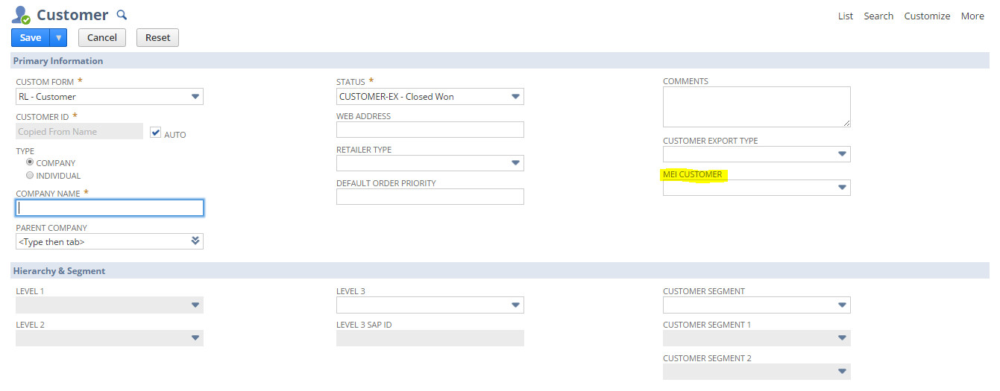 Customer
List Search Customize More
Save Cancel Reset
Primary Information
CUSTOM FORM *
RL - Customer
CUSTOMER ID *
Copied From Name AUTO
TYPE
COMPANY
INDIVIDUAL
COMPANY NAME *
PARENT COMPANY
<Type then tab>
STATUS *
CUSTOMER-EX - Closed Won
WEB ADDRESS
RETAILER TYPE
DEFAULT ORDER PRIORITY
COMMENTS
CUSTOMER EXPORT TYPE
MEI CUSTOMER
Hierarchy & Segment
LEVEL 1
LEVEL 2
LEVEL 3
LEVEL 3 SAP ID
CUSTOMER SEGMENT
CUSTOMER SEGMENT 1
CUSTOMER SEGMENT 2